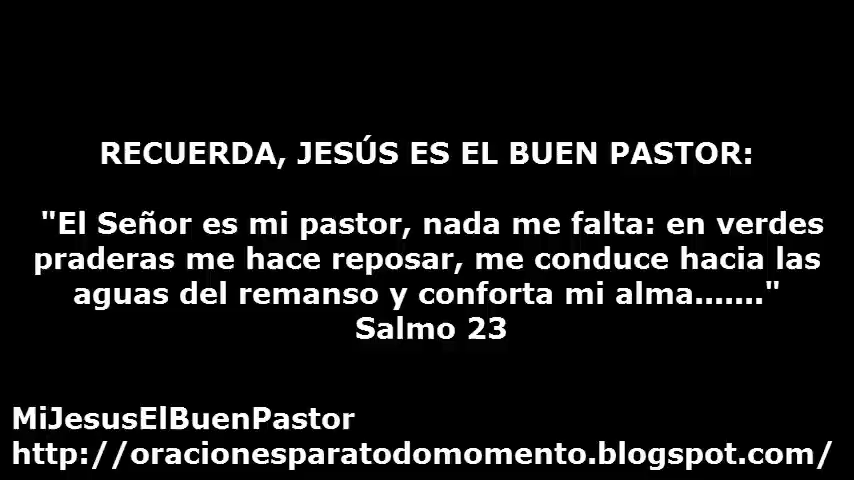 RECUERDA, JESÚS ES EL BUEN PASTOR:
"El Señor es mi pastor, nada me falta: en verdes
praderas me hace reposar, me conduce hacia las
aguas del remanso y conforta mi alma......."
Salmo 23
MiJesusElBuenPastor
http://oracionesparatodomomento.blogspot.com/